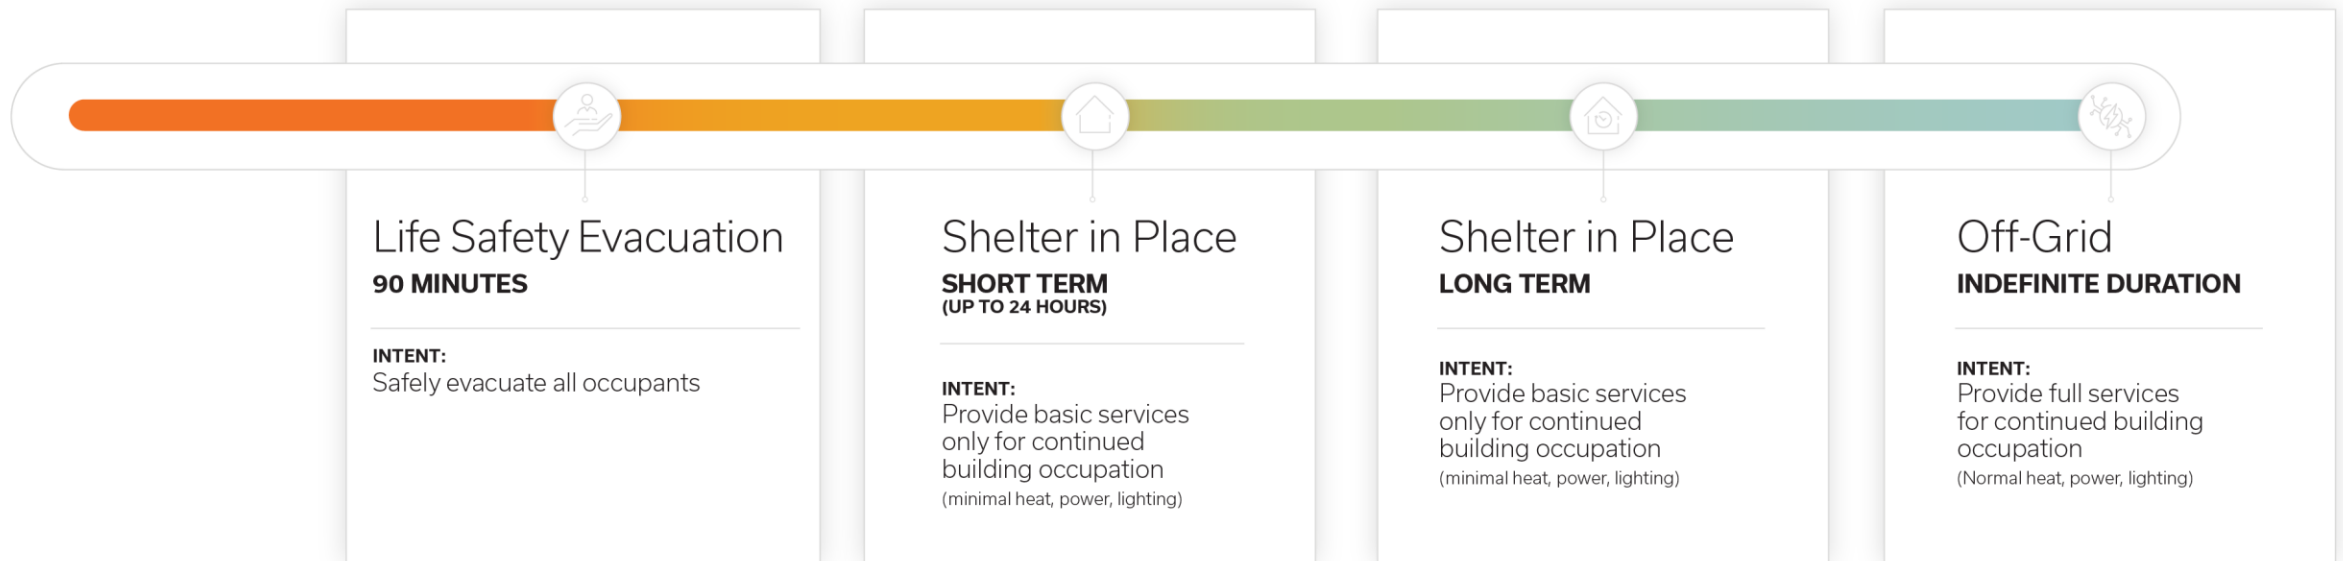 Life Safety Evacuation
90 MINUTES
INTENT:
Safely evacuate all occupants
Shelter in Place
SHORT TERM
(UP TO 24 HOURS)
INTENT:
Provide basic services
only for continued
building occupation
(minimal heat, power, lighting)
Shelter in Place
LONG TERM
INTENT:
Provide basic services
only for continued
building occupation
(minimal heat, power, lighting)
Off-Grid
INDEFINITE DURATION
INTENT:
Provide full services
for continued building
occupation
(Normal heat, power, lighting)